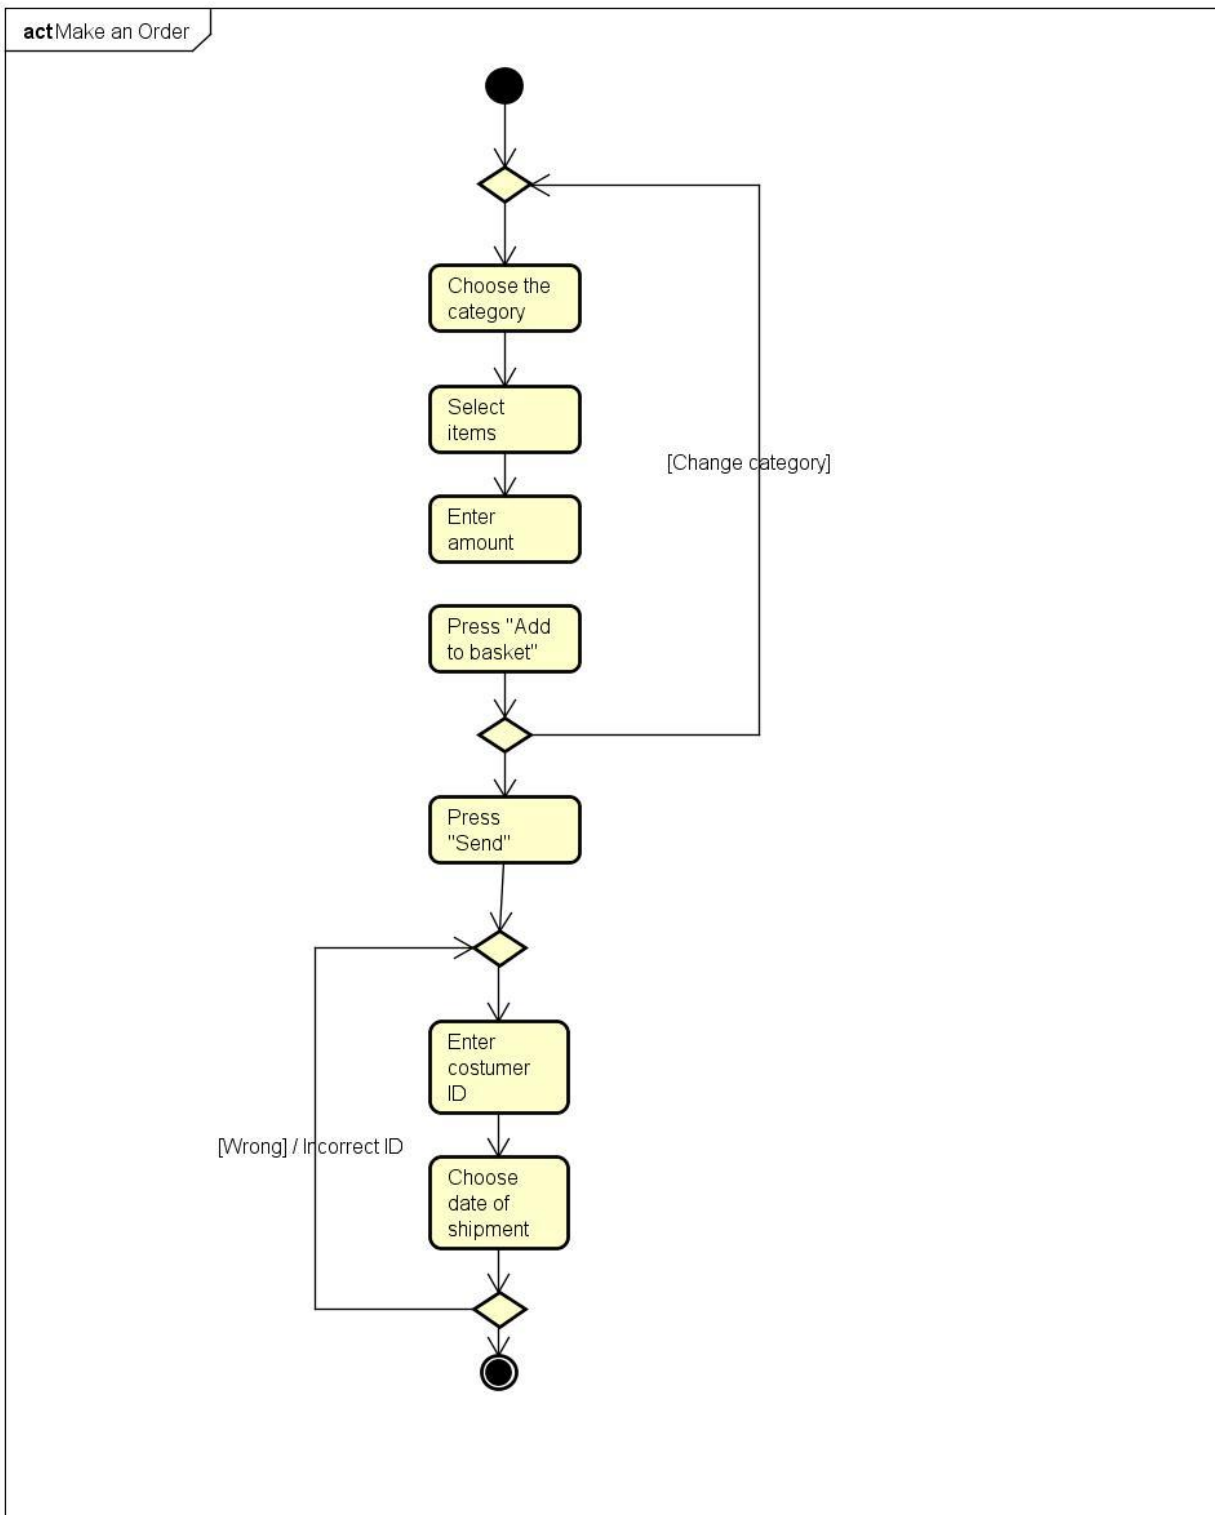 act Make an Order
Choose the
category
Select
items
[Change category]
Enter
amount
Press "Add
to basket"
Press
"Send"
Enter
costumer
ID
[Wrong] / Incorrect ID
Choose
date of
shipment